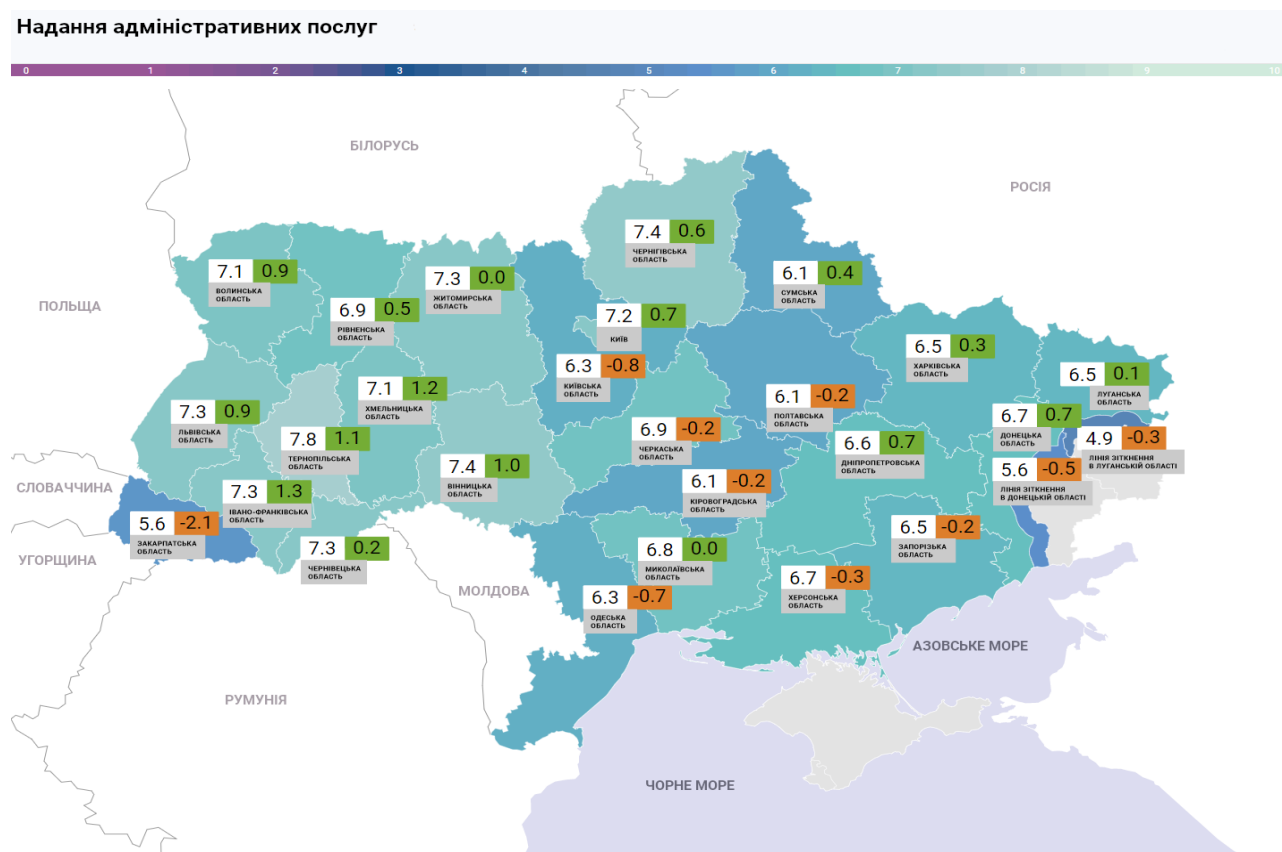 Надання адміністративних послуг
0 1 2 3 4 5 6 7 8 9 10
БІЛОРУСЬ
РОСІЯ
7.4 0.6
ЧЕРНІГІВСЬКА
ОБЛАСТЬ
7.1 0.9
ВОЛИНСЬКА
ОБЛАСТЬ
7.3 0.0
ЖИТОМИРСЬКА
ОБЛАСТЬ
6.1 0.4
СУМСЬКА
ОБЛАСТЬ
ПОЛЬЩА
6.9 0.5
РІВНЕНСЬКА
ОБЛАСТЬ
7.2 0.7
КИЇВ
6.3 -0.8
КИЇВСЬКА
ОБЛАСТЬ
6.5 0.3
ХАРКІВСЬКА
ОБЛАСТЬ
6.5 0.1
ЛУГАНСЬКА
ОБЛАСТЬ
7.1 1.2
ХМЕЛЬНИЦЬКА
ОБЛАСТЬ
6.1 -0.2
ПОЛТАВСЬКА
ОБЛАСТЬ
7.3 0.9
ЛЬВІВСЬКА
ОБЛАСТЬ
6.7 0.7
ДОНЕЦЬКА
ОБЛАСТЬ
7.8 1.1
ТЕРНОПІЛЬСЬКА
ОБЛАСТЬ
6.9 -0.2
ЧЕРКАСЬКА
ОБЛАСТЬ
6.6 0.7
ДНІПРОПЕТРОВСЬКА
ОБЛАСТЬ
4.9 -0.3
ЛІНІЯ ЗІТКНЕННЯ
В ЛУГАНСЬКІЙ ОБЛАСТІ
7.4 1.0
ВІННИЦЬКА
ОБЛАСТЬ
5.6 -0.5
ЛІНІЯ ЗІТКНЕННЯ
В ДОНЕЦЬКІЙ ОБЛАСТІ
СЛОВАЧЧИНА
7.3 1.3
ІВАНО-ФРАНКІВСЬКА
ОБЛАСТЬ
6.1 -0.2
КІРОВОГРАДСЬКА
ОБЛАСТЬ
5.6 -2.1
ЗАКАРПАТСЬКА
ОБЛАСТЬ
6.5 -0.2
ЗАПОРІЗЬКА
ОБЛАСТЬ
УГОРЩИНА
7.3 0.2
ЧЕРНІВЕЦЬКА
ОБЛАСТЬ
6.8 0.0
МИКОЛАЇВСЬКА
ОБЛАСТЬ
6.7 -0.3
ХЕРСОНСЬКА
ОБЛАСТЬ
МОЛДОВА
6.3 -0.7
ОДЕСЬКА
ОБЛАСТЬ
АЗОВСЬКЕ МОРЕ
РУМУНІЯ
ЧОРНЕ МОРЕ